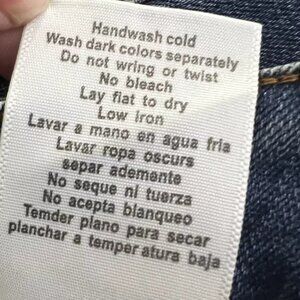 Handwash cold
Wash dark colors separately
Do not wring or twist
No bleach
Lay flat to dry
Low iron
Lavar a mano en agua fria
Lavar ropa oscurs
separ ademente
No seque ni tuerza
No acepta blanqueo
Tender plano para secar
planchar a temper atura baja